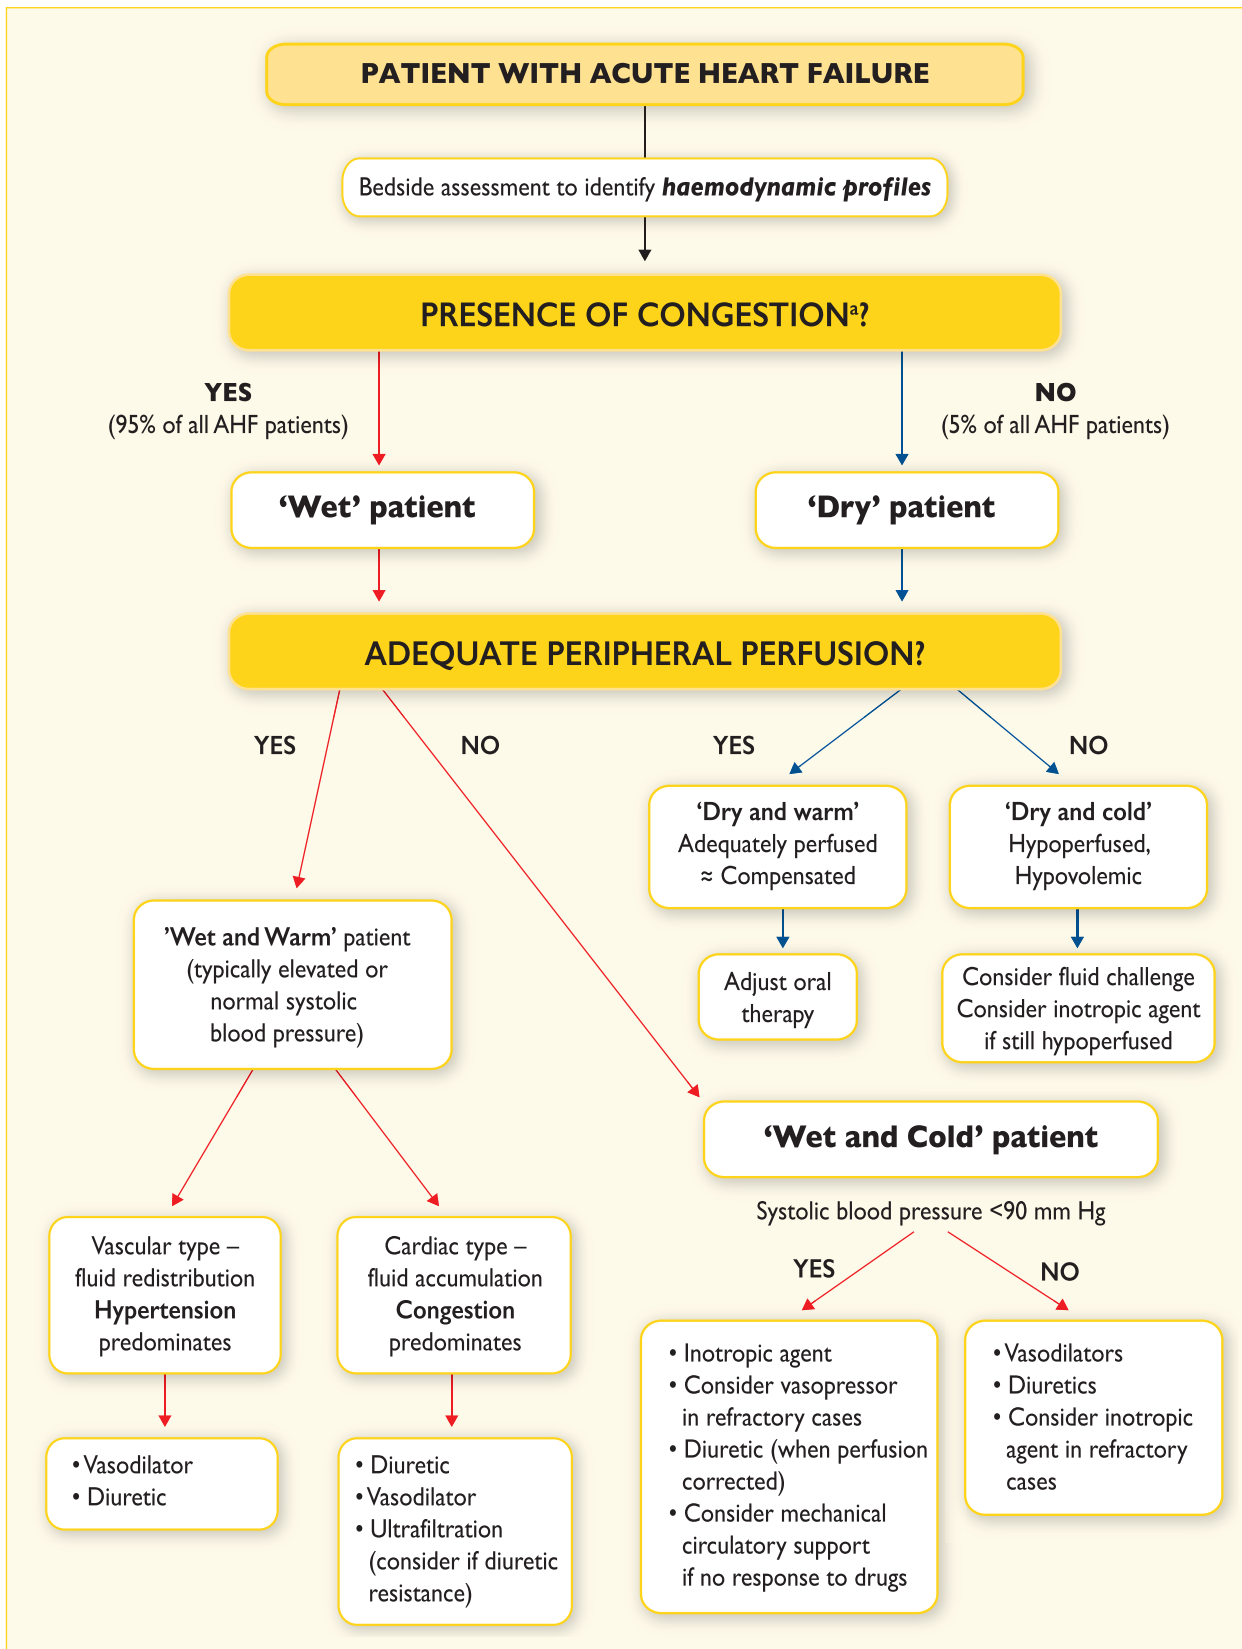 PATIENT WITH ACUTE HEART FAILURE
Bedside assessment to identify haemodynamic profiles
PRESENCE OF CONGESTIONᵃ?
YES
(95% of all AHF patients)
NO
(5% of all AHF patients)
‘Wet’ patient
‘Dry’ patient
ADEQUATE PERIPHERAL PERFUSION?
YES
NO
YES
NO
‘Dry and warm’
Adequately perfused
≈ Compensated
‘Dry and cold’
Hypoperfused,
Hypovolemic
Adjust oral
therapy
Consider fluid challenge
Consider inotropic agent
if still hypoperfused
’Wet and Warm’ patient
(typically elevated or
normal systolic
blood pressure)
‘Wet and Cold’ patient
Systolic blood pressure <90 mm Hg
YES
NO
Vascular type –
fluid redistribution
Hypertension
predominates
Cardiac type –
fluid accumulation
Congestion
predominates
• Vasodilator
• Diuretic
• Diuretic
• Vasodilator
• Ultrafiltration
(consider if diuretic
resistance)
• Inotropic agent
• Consider vasopressor
in refractory cases
• Diuretic (when perfusion
corrected)
• Consider mechanical
circulatory support
if no response to drugs
• Vasodilators
• Diuretics
• Consider inotropic
agent in refractory
cases